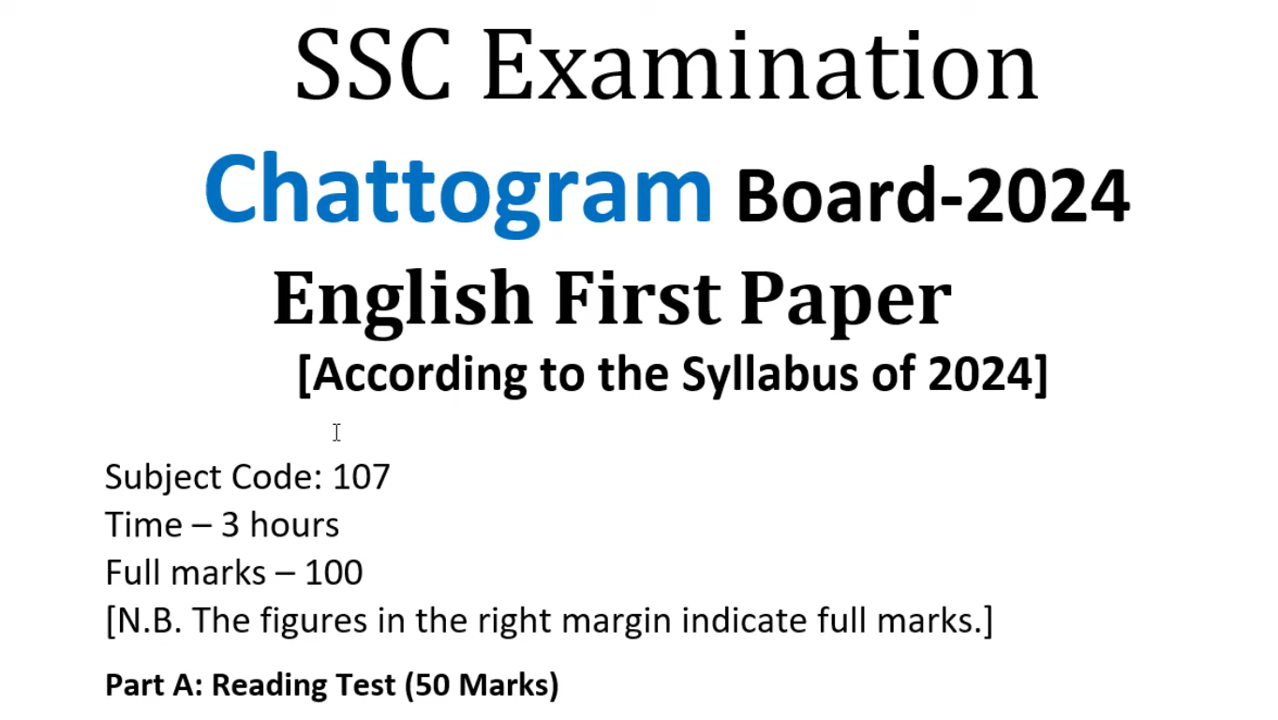 SSC Examination
Chattogram Board-2024
English First Paper
[According to the Syllabus of 2024]
Subject Code: 107
Time – 3 hours
Full marks – 100
[N.B. The figures in the right margin indicate full marks.]
Part A: Reading Test (50 Marks)